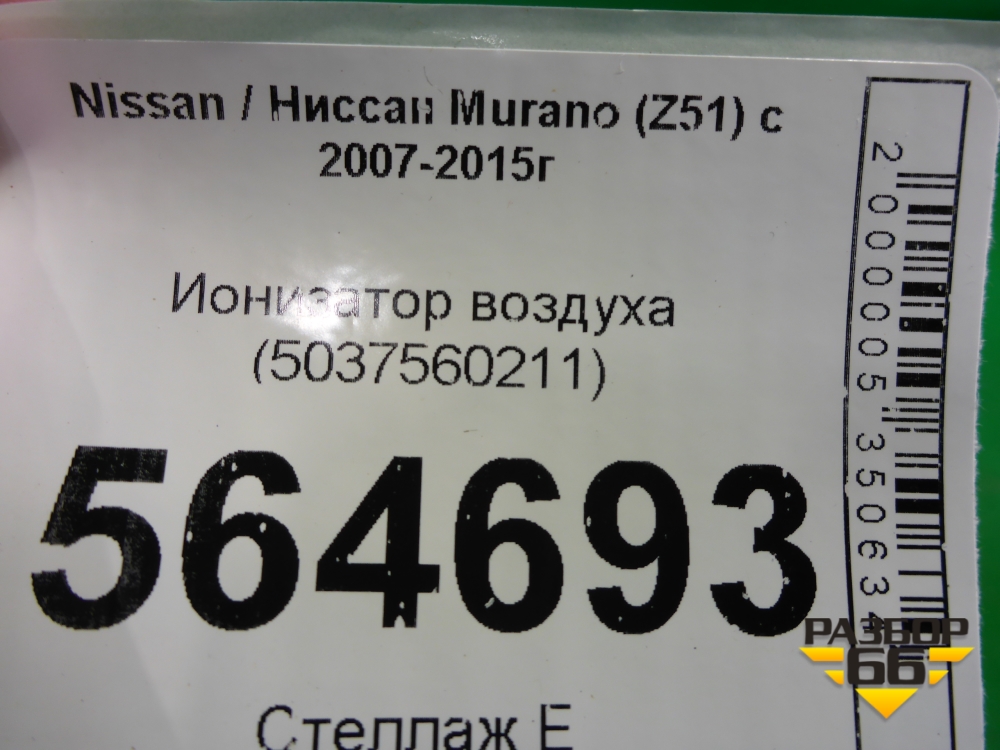 Nissan / Ниссан Murano (Z51) с
2007-2015г
Ионизатор воздуха
(5037560211)
564693
Стеллаж Е
2 000005 350634
РАЗБОР
66